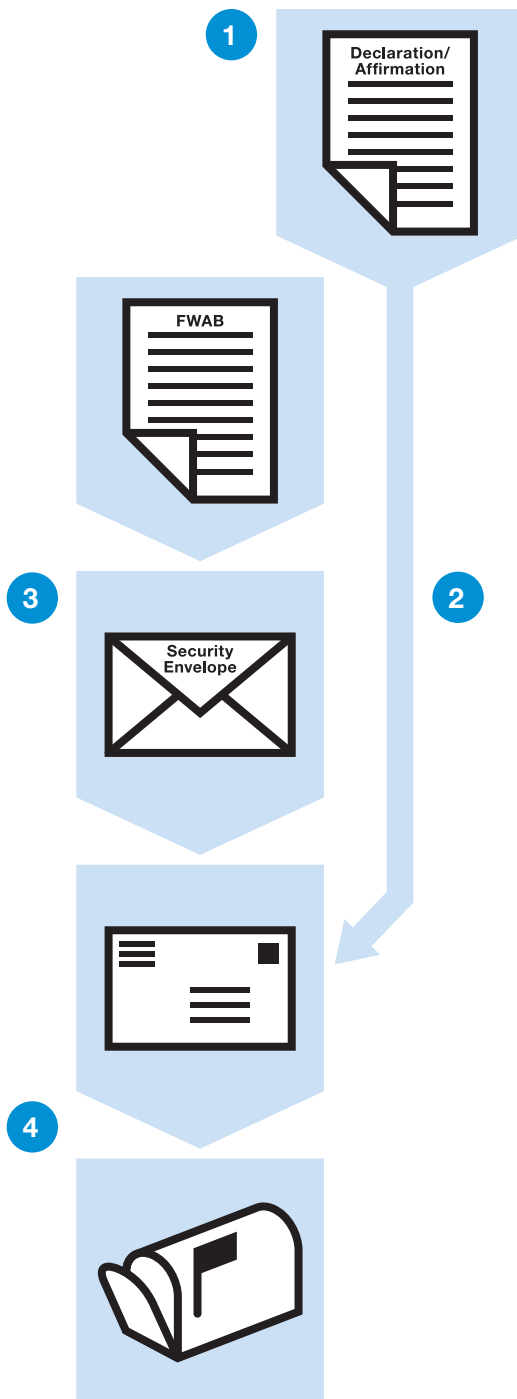 1
Declaration/
Affirmation
FWAB
3
2
Security
Envelope
4